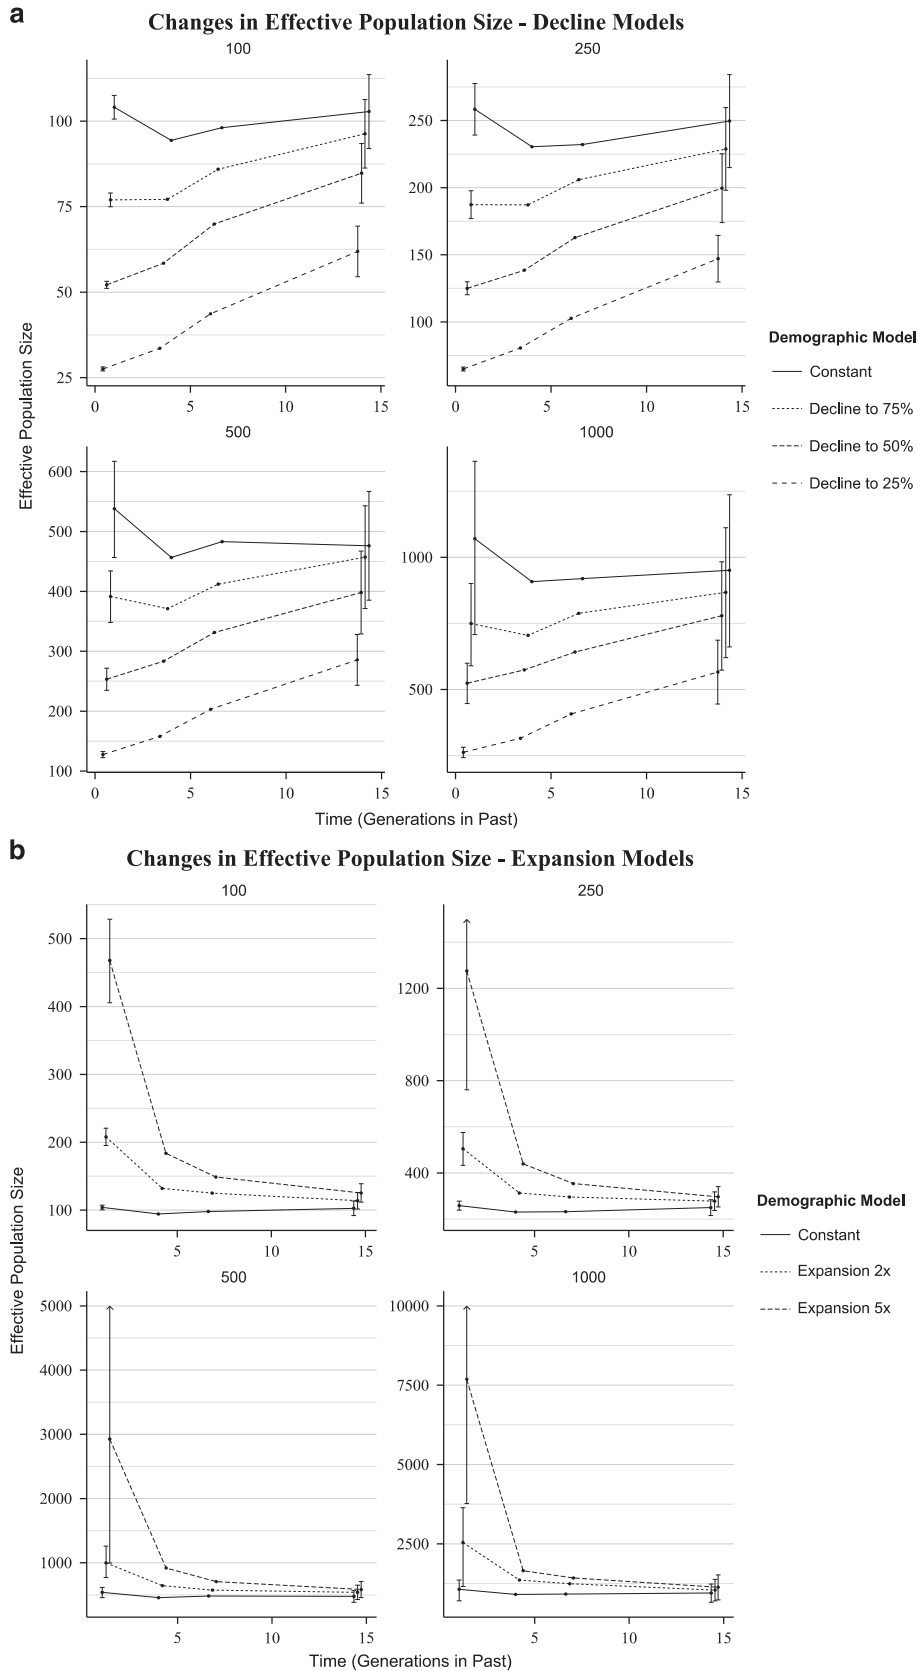 a
Changes in Effective Population Size - Decline Models
100
250
100
75
50
25
250
200
150
100
0 5 10 15
0 5 10 15
500
1000
600
500
400
300
200
100
1000
500
0 5 10 15
0 5 10 15
Effective Population Size
Time (Generations in Past)
Demographic Model
Constant
Decline to 75%
Decline to 50%
Decline to 25%
b
Changes in Effective Population Size - Expansion Models
100
250
500
400
300
200
100
1200
800
400
5 10 15
5 10 15
500
1000
5000
4000
3000
2000
1000
10000
7500
5000
2500
5 10 15
5 10 15
Effective Population Size
Time (Generations in Past)
Demographic Model
Constant
Expansion 2x
Expansion 5x